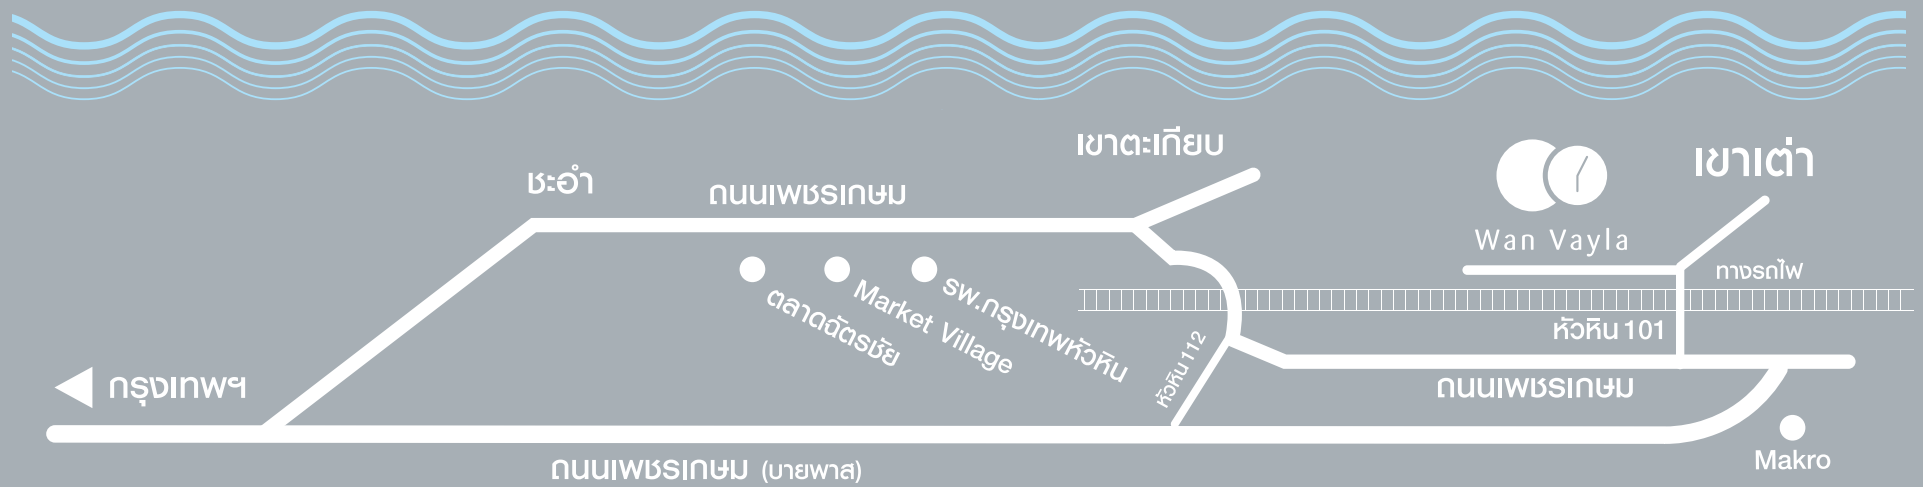 เขาตะเกียบ
เขาเต่า
ชะอำ
ถนนเพชรเกษม
Wan Vayla
ทางรถไฟ
ตลาดฉัตรชัย
Market Village
รพ.กรุงเทพหัวหิน
หัวหิน 101
หัวหิน 112
กรุงเทพฯ
ถนนเพชรเกษม
Makro
ถนนเพชรเกษม (บายพาส)